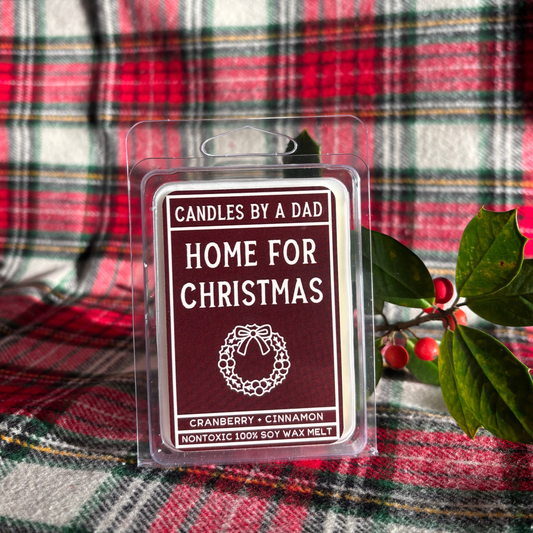 CANDLES BY A DAD
HOME FOR
CHRISTMAS
CRANBERRY + CINNAMON
NONTOXIC 100% SOY WAX MELT